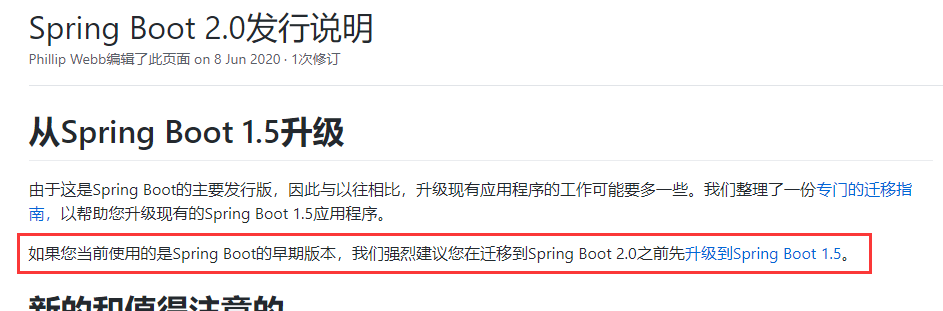 Spring Boot 2.0发行说明
Phillip Webb编辑了此页面 on 8 Jun 2020 · 1次修订
从Spring Boot 1.5升级
由于这是Spring Boot的主要发行版，因此与以往相比，升级现有应用程序的工作可能要多一些。我们整理了一份专门的迁移指
南，以帮助您升级现有的Spring Boot 1.5应用程序。
如果您当前使用的是Spring Boot的早期版本，我们强烈建议您在迁移到Spring Boot 2.0之前先升级到Spring Boot 1.5。
新的和值得注意的